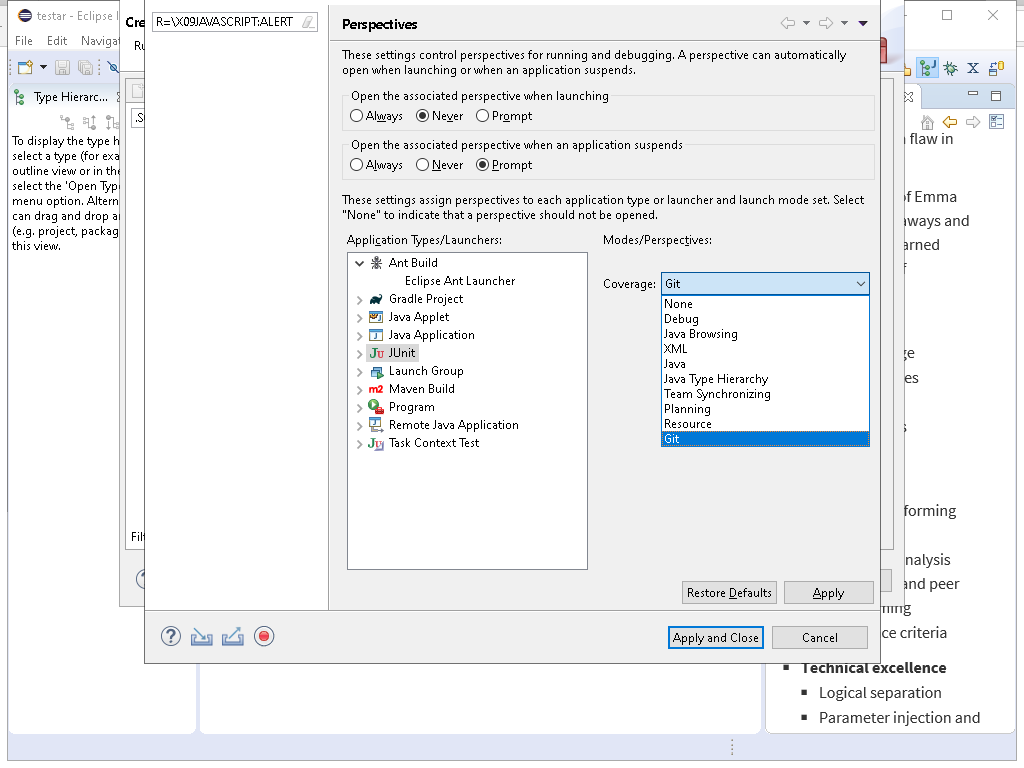 testar - Eclipse I
File Edit Navigat
Type Hierarc...
To display the type h
select a type (for exa
outline view or in the
select the 'Open Type
menu option. Altern
can drag and drop a
(e.g. project, packag
this view.
Cre
Ru
.S
Filt
R=\X09JAVASCRIPT:ALERT
Perspectives
These settings control perspectives for running and debugging. A perspective can automatically
open when launching or when an application suspends.
Open the associated perspective when launching
Always Never Prompt
Open the associated perspective when an application suspends
Always Never Prompt
These settings assign perspectives to each application type or launcher and launch mode set. Select
"None" to indicate that a perspective should not be opened.
Application Types/Launchers:
Ant Build
Eclipse Ant Launcher
Gradle Project
Java Applet
Java Application
JUnit
Launch Group
Maven Build
Program
Remote Java Application
Task Context Test
Modes/Perspectives:
Coverage: Git
None
Debug
Java Browsing
XML
Java
Java Type Hierarchy
Team Synchronizing
Planning
Resource
Git
Restore Defaults Apply
Apply and Close Cancel
flaw in
of Emma
aways and
arned
f
ge
es
s
forming
nalysis
and peer
ning
ce criteria
Technical excellence
Logical separation
Parameter injection and